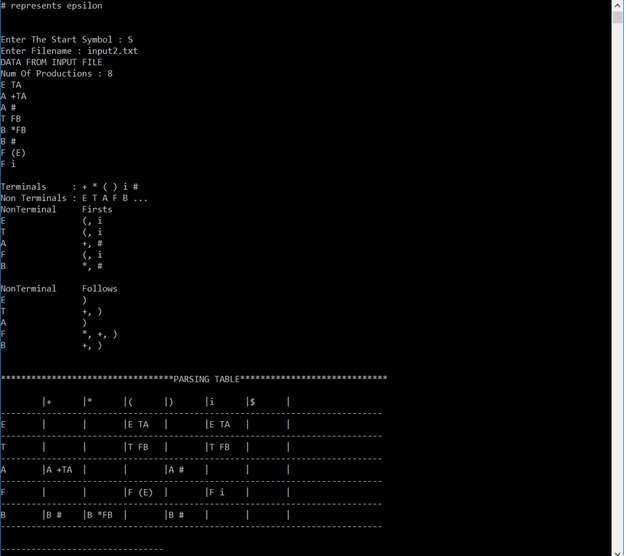 # represents epsilon
Enter The Start Symbol : S
Enter Filename : input2.txt
DATA FROM INPUT FILE
Num Of Productions : 8
E TA
A +TA
A #
T FB
B *FB
B #
F (E)
F i
Terminals     : + * ( ) i #
Non Terminals : E T A F B ...
NonTerminal     Firsts
E               (, i
T               (, i
A               +, #
F               (, i
B               *, #
NonTerminal     Follows
E               )
T               +, )
A               )
F               *, +, )
B               +, )
**********************************PARSING TABLE*****************************
        |+      |*      |(      |)      |i      |$      |
---------------------------------------------------------------------------
E       |       |       |E TA   |       |E TA   |       |
---------------------------------------------------------------------------
T       |       |       |T FB   |       |T FB   |       |
---------------------------------------------------------------------------
A       |A +TA  |       |       |A #    |       |       |
---------------------------------------------------------------------------
F       |       |       |F (E)  |       |F i    |       |
---------------------------------------------------------------------------
B       |B #    |B *FB  |       |B #    |       |       |
---------------------------------------------------------------------------
--------------------------------